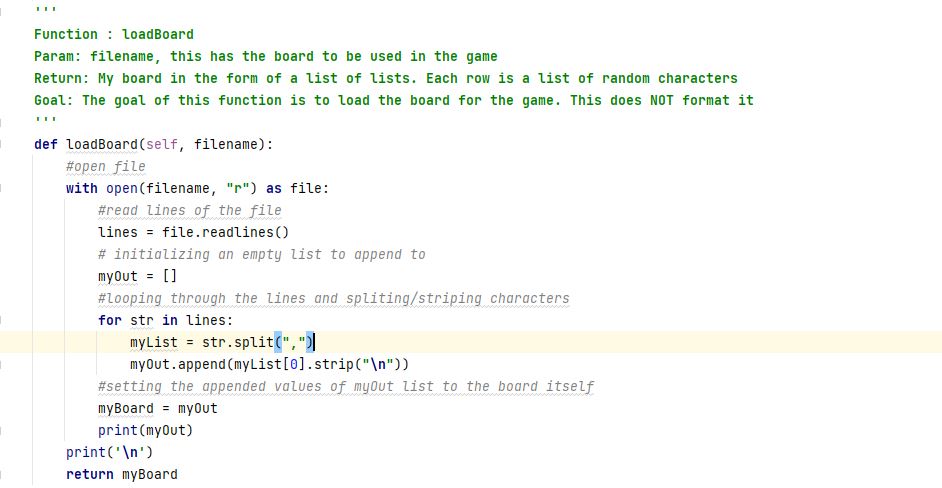 '''
Function : loadBoard
Param: filename, this has the board to be used in the game
Return: My board in the form of a list of lists. Each row is a list of random characters
Goal: The goal of this function is to load the board for the game. This does NOT format it
'''
def loadBoard(self, filename):
    #open file
    with open(filename, "r") as file:
        #read lines of the file
        lines = file.readlines()
        # initializing an empty list to append to
        myOut = []
        #looping through the lines and spliting/striping characters
        for str in lines:
            myList = str.split(",")
            myOut.append(myList[0].strip("\n"))
        #setting the appended values of myOut list to the board itself
        myBoard = myOut
        print(myOut)
    print('\n')
    return myBoard